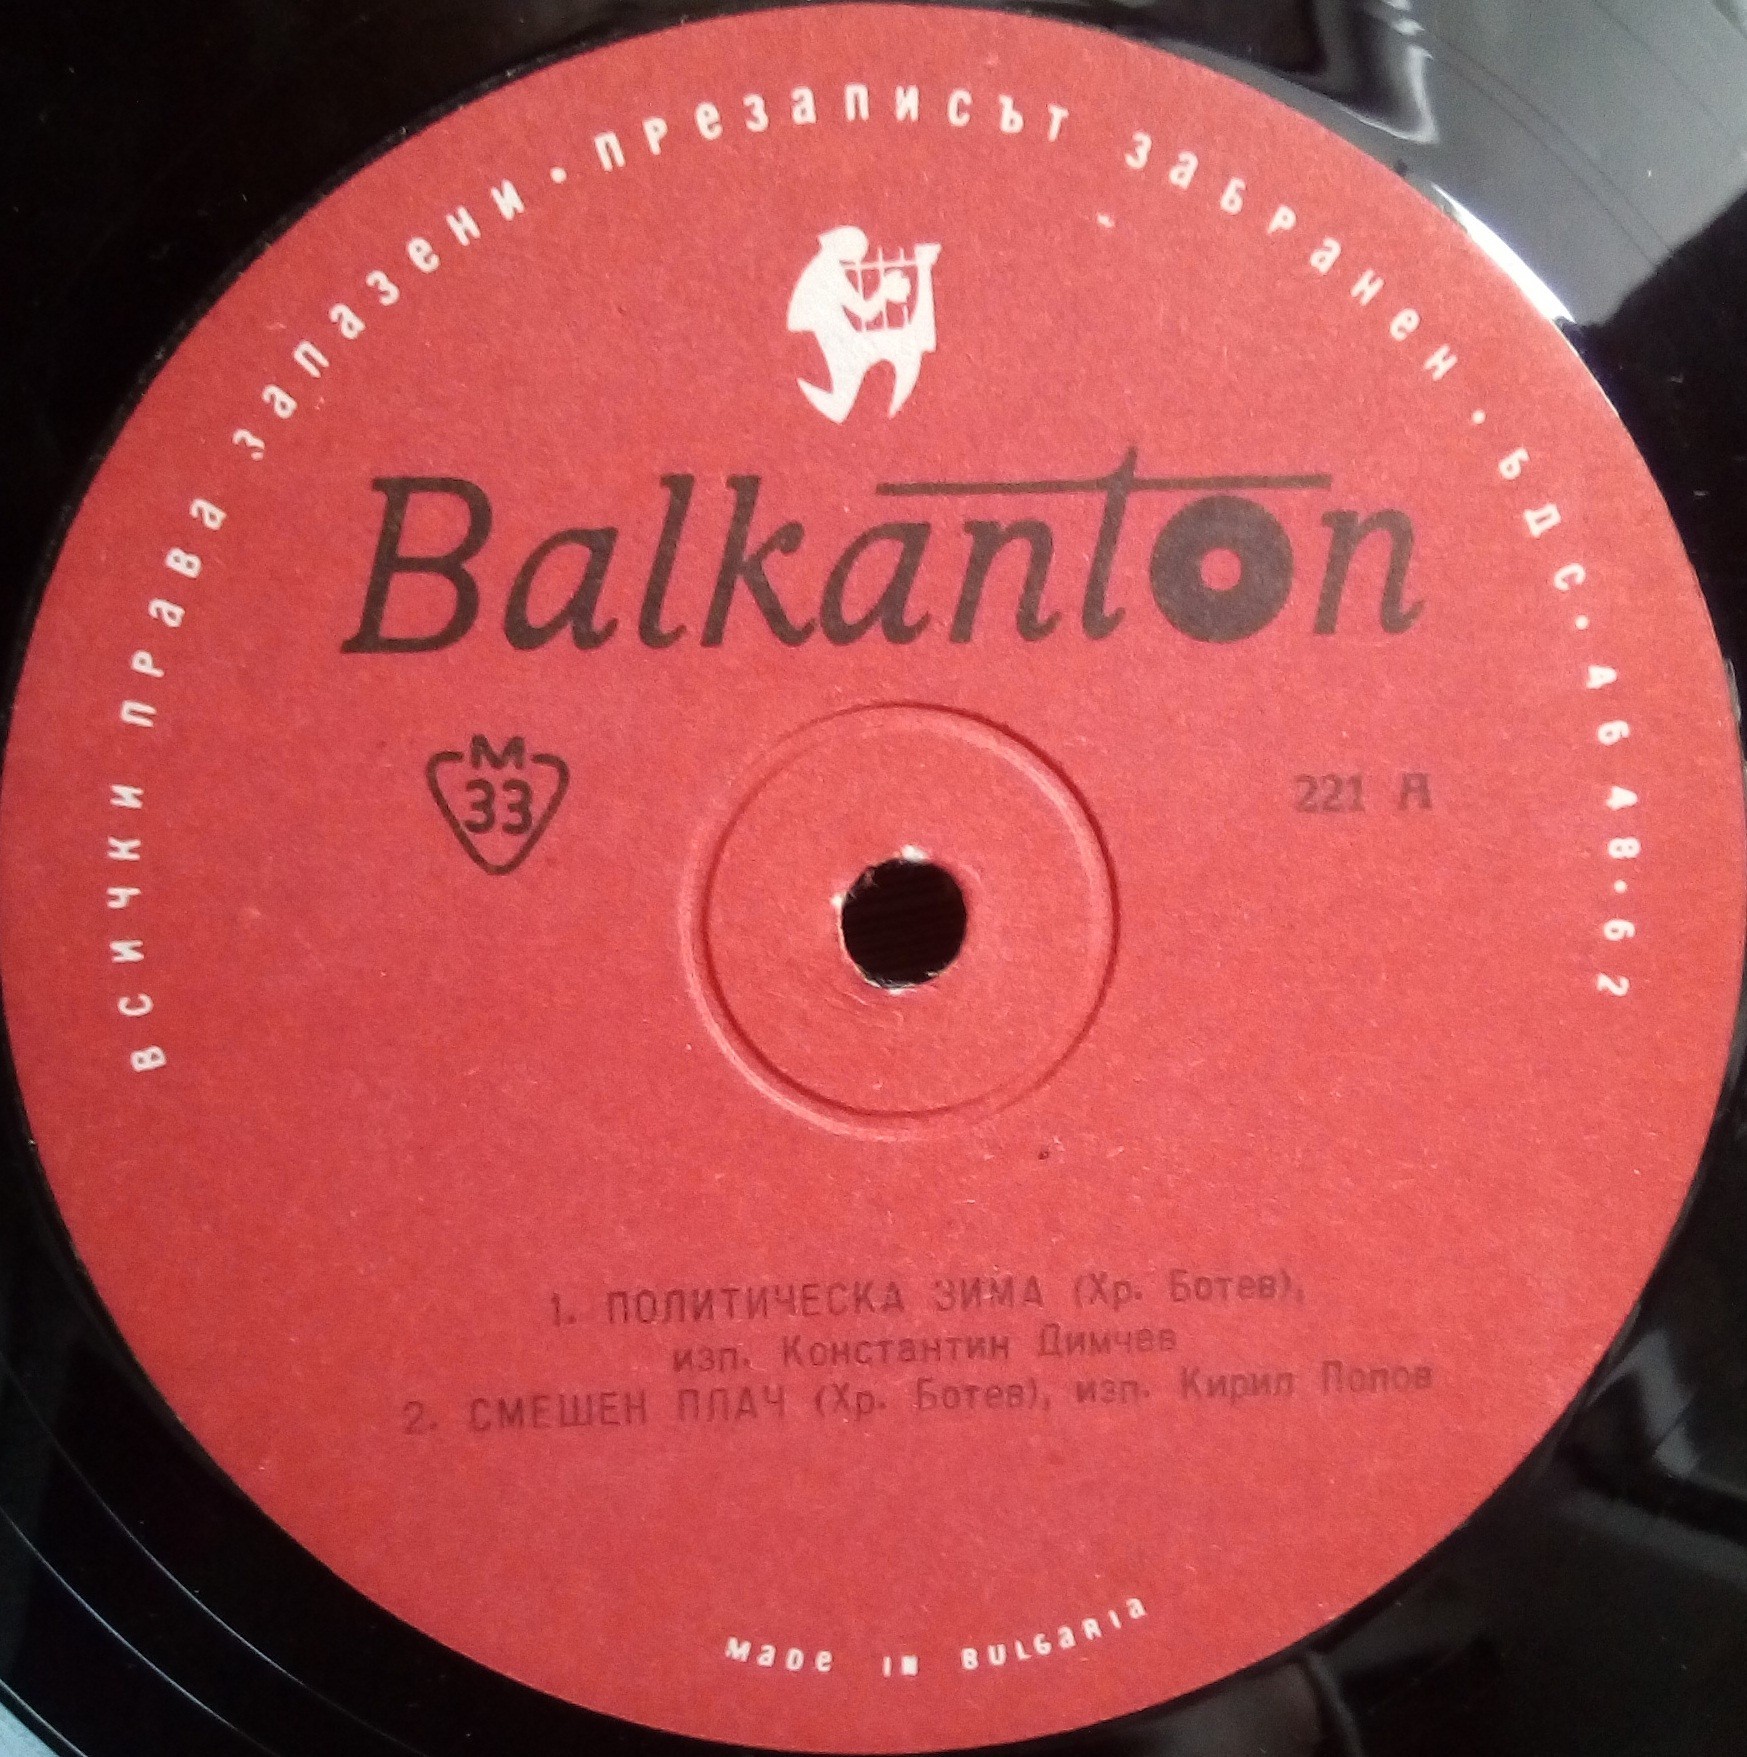 всички права запазени • презаписът забранен • БДС • 4648 • 62
Balkanton
М
33
221 А
1. ПОЛИТИЧЕСКА ЗИМА (Хр. Ботев),
изп. Константин Димчев
2. СМЕШЕН ПЛАЧ (Хр. Ботев), изп. Кирил Попов
Made in Bulgaria